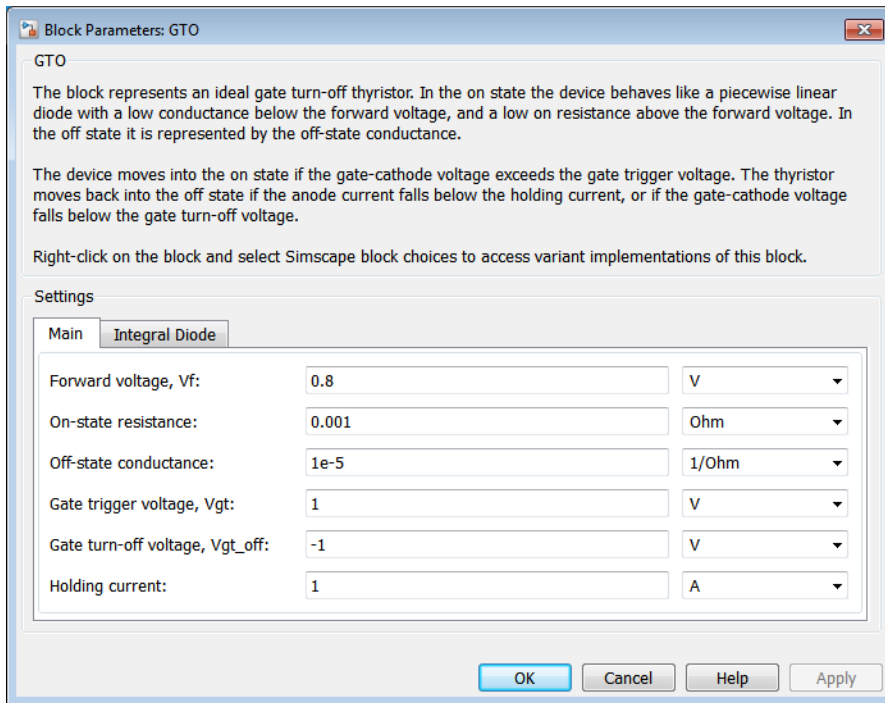 Block Parameters: GTO
GTO
The block represents an ideal gate turn-off thyristor. In the on state the device behaves like a piecewise linear
diode with a low conductance below the forward voltage, and a low on resistance above the forward voltage. In
the off state it is represented by the off-state conductance.
The device moves into the on state if the gate-cathode voltage exceeds the gate trigger voltage. The thyristor
moves back into the off state if the anode current falls below the holding current, or if the gate-cathode voltage
falls below the gate turn-off voltage.
Right-click on the block and select Simscape block choices to access variant implementations of this block.
Settings
Main Integral Diode
Forward voltage, Vf: 0.8 V
On-state resistance: 0.001 Ohm
Off-state conductance: 1e-5 1/Ohm
Gate trigger voltage, Vgt: 1 V
Gate turn-off voltage, Vgt_off: -1 V
Holding current: 1 A
OK Cancel Help Apply